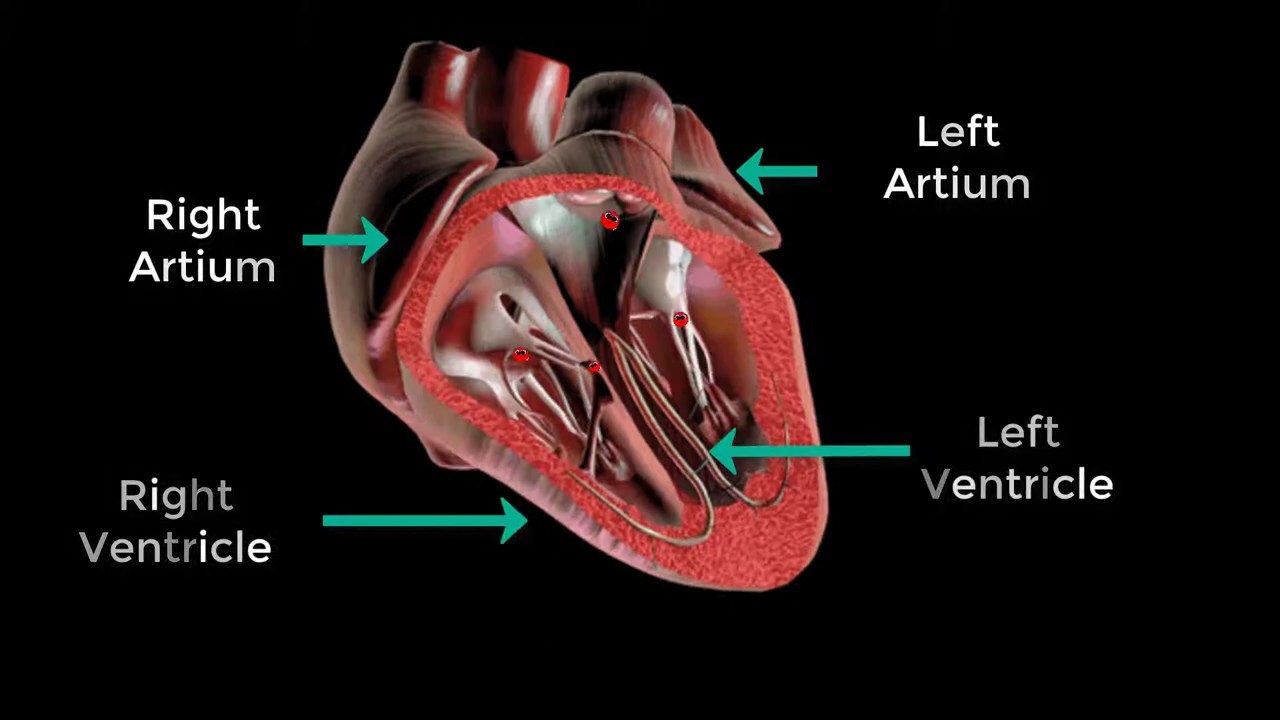 Left
Artium
Right
Artium
Left
Ventricle
Right
Ventricle